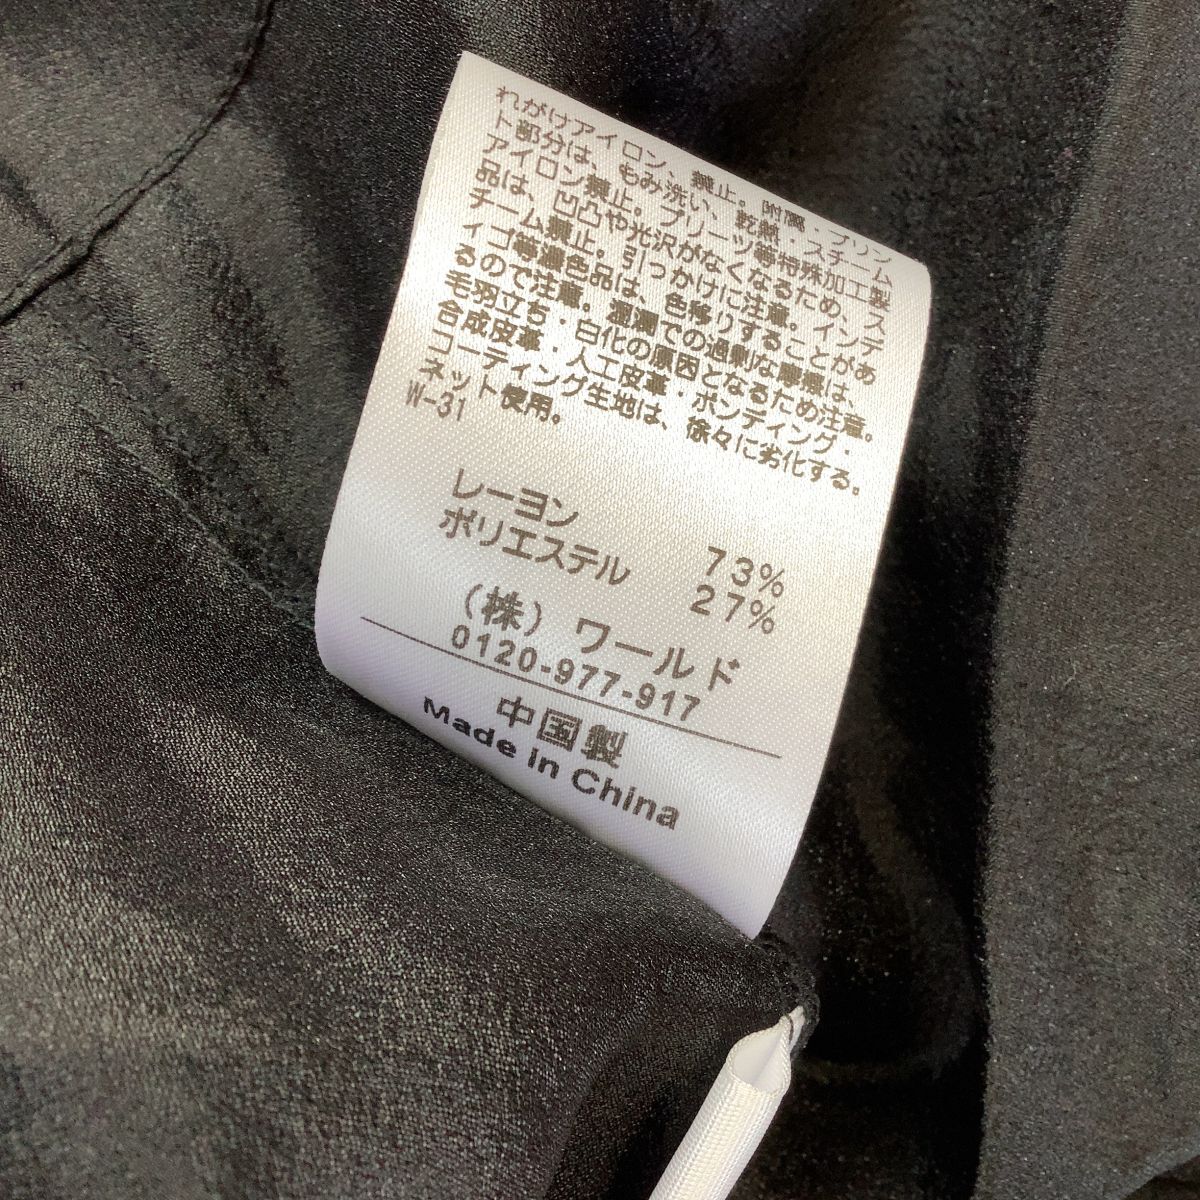 れがけアイロン、禁止。附属・プリン
ト部分は、もみ洗い、乾熱・スチーム
アイロン禁止。プリーツ等特殊加工製
品は、凹凸や光沢がなくなるため、ス
チーム禁止。引っかけに注意。インデ
ィゴ等濃色品は、色移りすることがあ
るので注意。湿潤での過剰な摩擦は、
毛羽立ち・白化の原因となるため注意。
合成皮革・人工皮革・ボンディング・
コーティング生地は、徐々に劣化する。
ネット使用。
W-31
レーヨン 73%
ポリエステル 27%
(株) ワールド
0120-977-917
中国製
Made in China